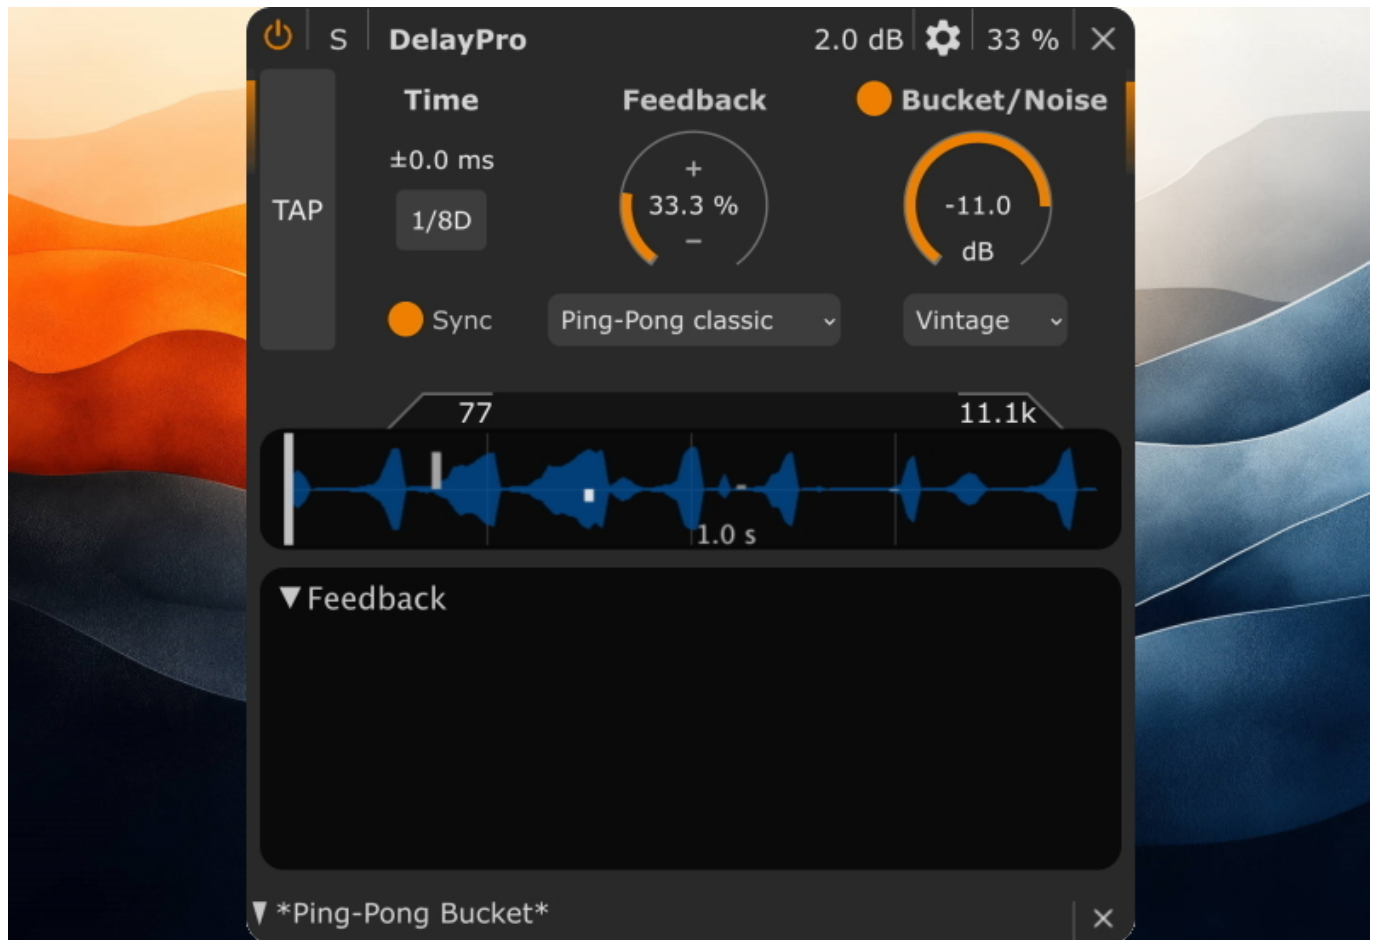 S DelayPro 2.0 dB 33 %
Time Feedback Bucket/Noise
±0.0 ms
+
TAP 1/8D 33.3 % -11.0
−
dB
Sync Ping-Pong classic Vintage
77 11.1k
1.0 s
Feedback
*Ping-Pong Bucket*